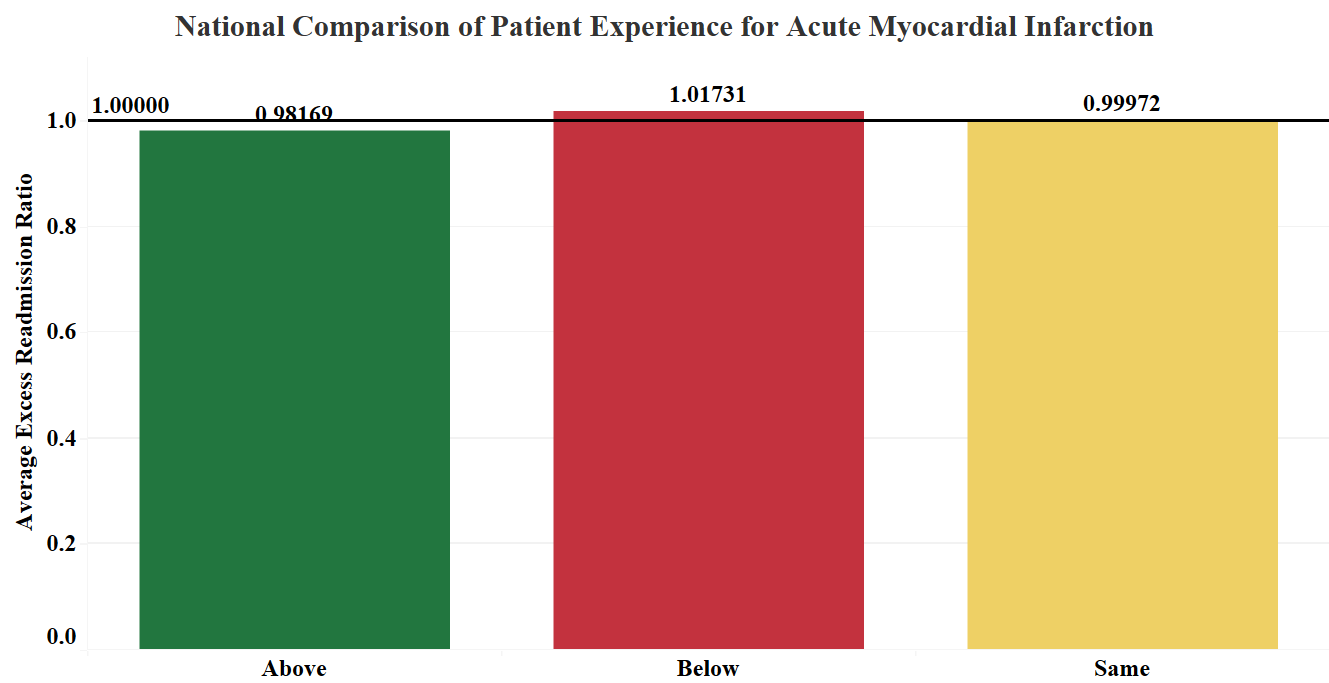 National Comparison of Patient Experience for Acute Myocardial Infarction
Average Excess Readmission Ratio
1.0
0.8
0.6
0.4
0.2
0.0
1.00000
0.98169
1.01731
0.99972
Above
Below
Same